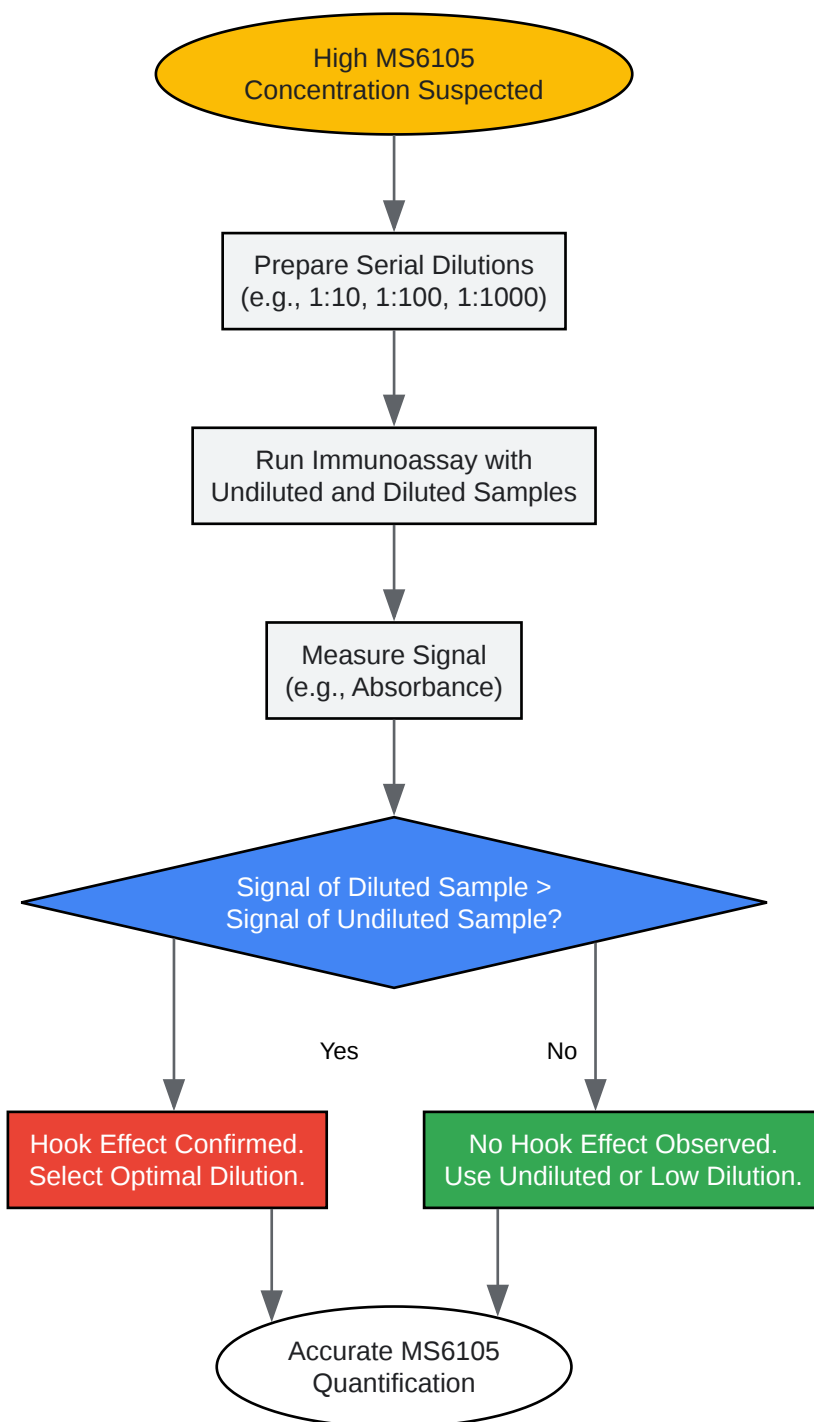 High MS6105
Concentration Suspected
Prepare Serial Dilutions
(e.g., 1:10, 1:100, 1:1000)
Run Immunoassay with
Undiluted and Diluted Samples
Measure Signal
(e.g., Absorbance)
Signal of Diluted Sample >
Signal of Undiluted Sample?
Yes
No
Hook Effect Confirmed.
Select Optimal Dilution.
No Hook Effect Observed.
Use Undiluted or Low Dilution.
Accurate MS6105
Quantification